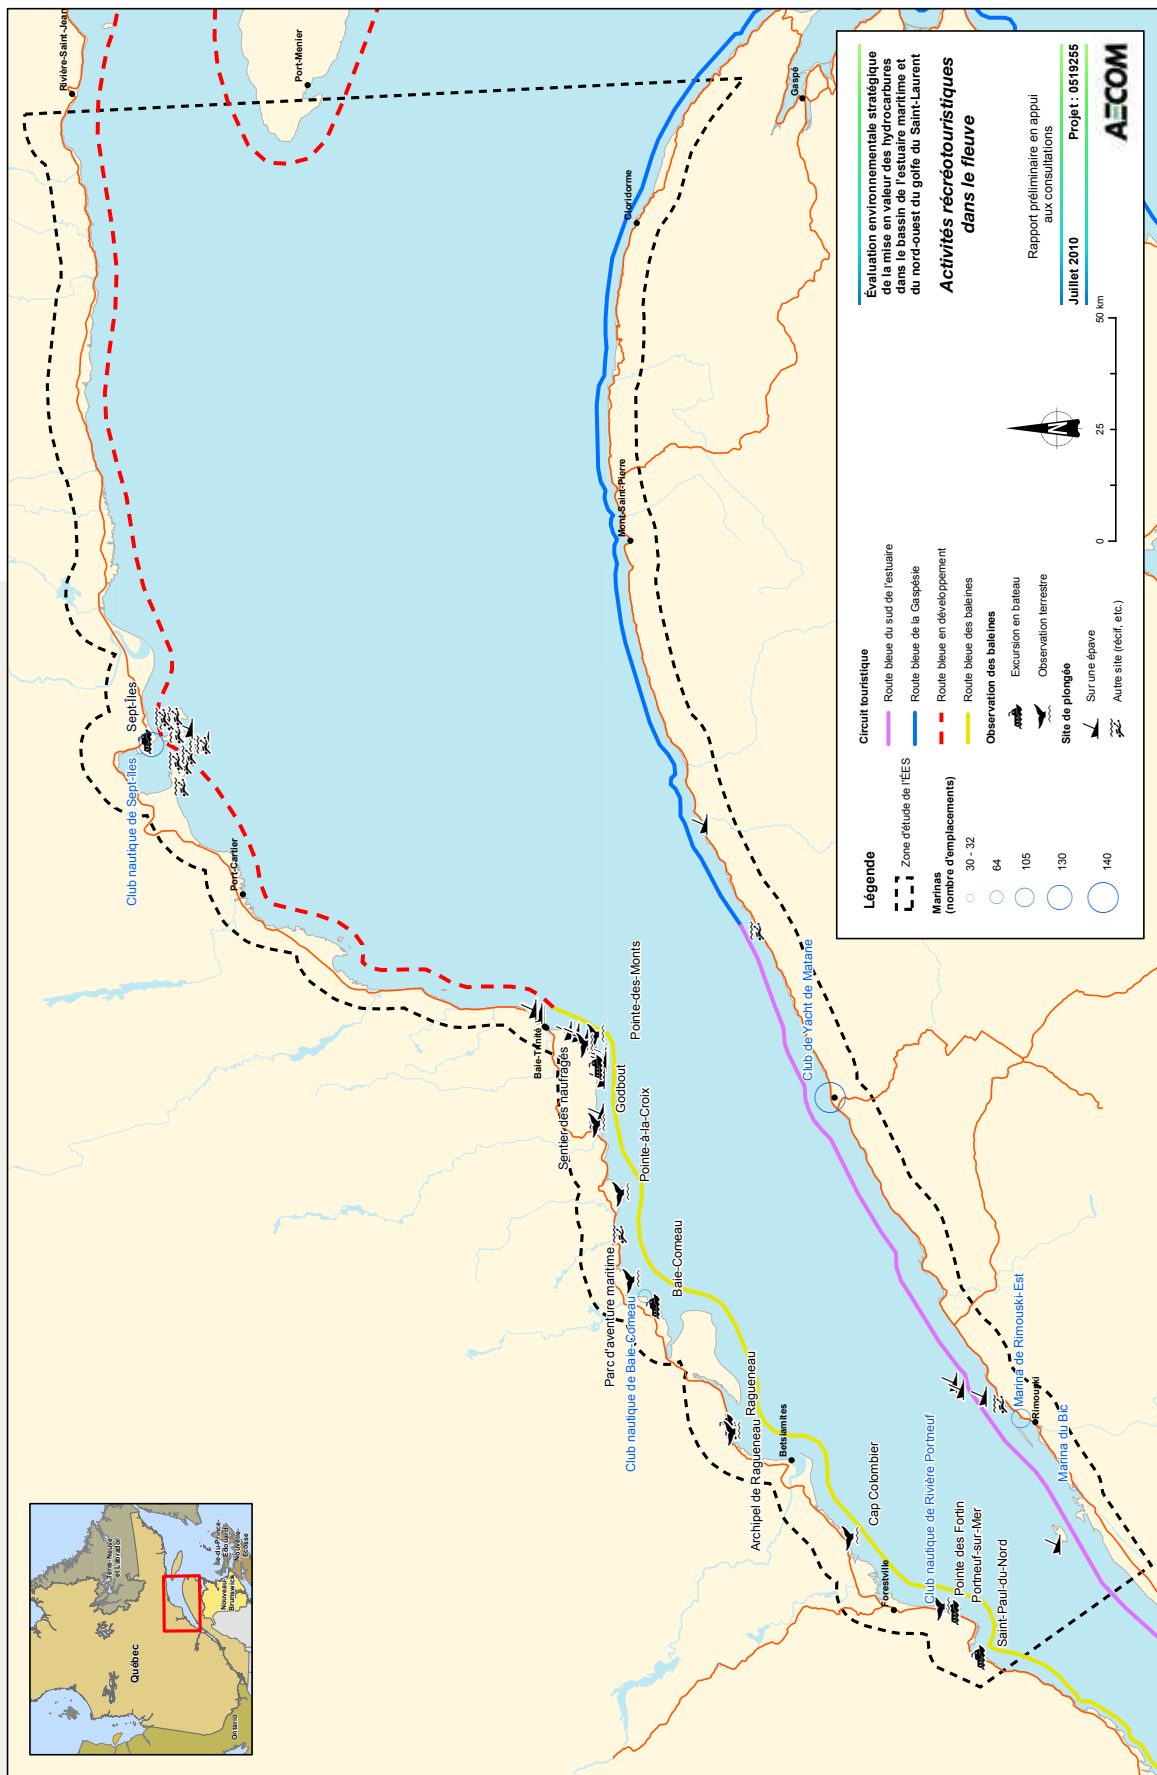 Rivière-Saint-Jean
Port-Menier
Gaspé
Cloridorme
Mont-Saint-Pierre
Sept-Îles
Club nautique de Sept-Îles
Port-Cartier
Baie-Trinité
Sentier des naufragés
Pointe-des-Monts
Godbout
Pointe-à-la-Croix
Parc d'aventure maritime
Baie-Comeau
Club nautique de Baie-Comeau
Ragueneau
Archipel de Ragueneau
Betsiamites
Cap Colombier
Forestville
Club nautique de Rivière Portneuf
Pointe des Fortin
Portneuf-sur-Mer
Saint-Paul-du-Nord
Club de Yacht de Matane
Marina de Rimouski-Est
Rimouski
Marina du Bic
Québec
Ontario
Terre-Neuve
et Labrador
Île-du-Prince-
Édouard
Nouveau-
Brunswick
Nouvelle-
Écosse
Légende
Zone d'étude de l'ÉES
Marinas
(nombre d'emplacements)
30 - 32
64
105
130
140
Circuit touristique
Route bleue du sud de l'estuaire
Route bleue de la Gaspésie
Route bleue en développement
Route bleue des baleines
Observation des baleines
Excursion en bateau
Observation terrestre
Site de plongée
Sur une épave
Autre site (récif, etc.)
N
0 25 50 km
Évaluation environnementale stratégique
de la mise en valeur des hydrocarbures
dans le bassin de l'estuaire maritime et
du nord-ouest du golfe du Saint-Laurent
Activités récréotouristiques
dans le fleuve
Rapport préliminaire en appui
aux consultations
Juillet 2010 Projet : 0519255
AECOM